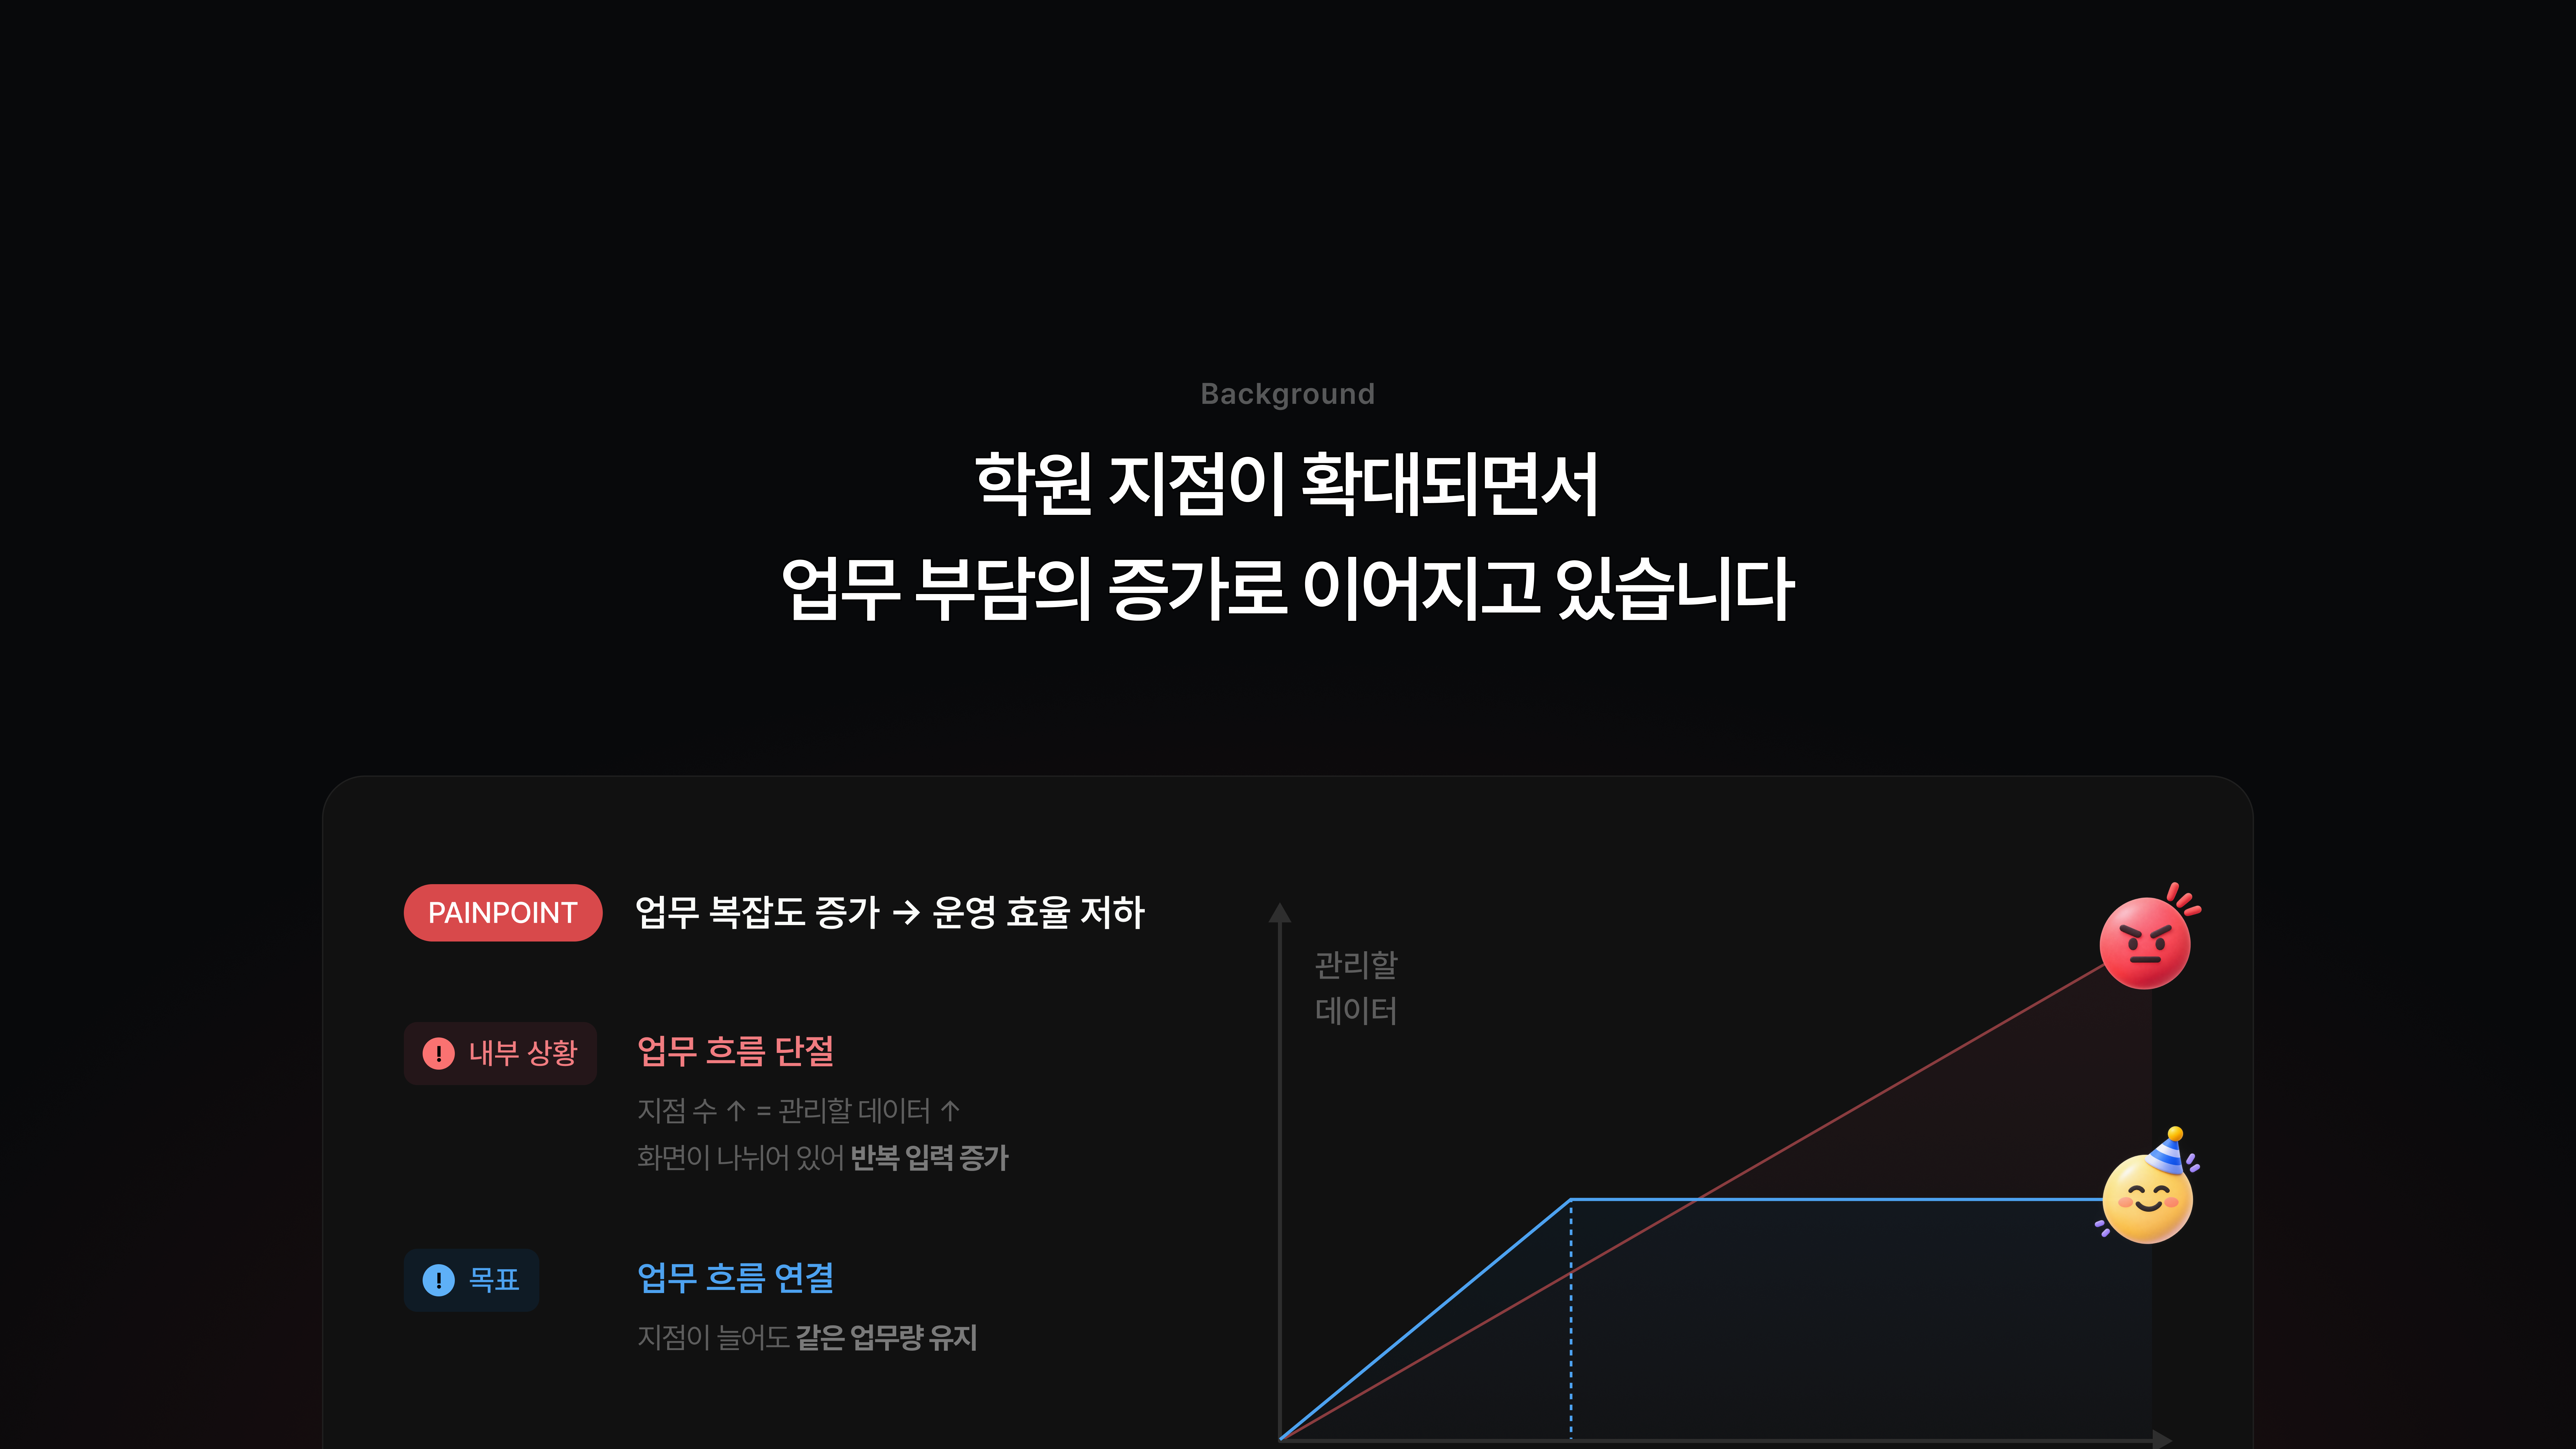 Background
학원 지점이 확대되면서
업무 부담의 증가로 이어지고 있습니다
PAINPOINT
업무 복잡도 증가 → 운영 효율 저하
내부 상황
업무 흐름 단절
지점 수 ↑ = 관리할 데이터 ↑
화면이 나뉘어 있어 반복 입력 증가
목표
업무 흐름 연결
지점이 늘어도 같은 업무량 유지
관리할
데이터